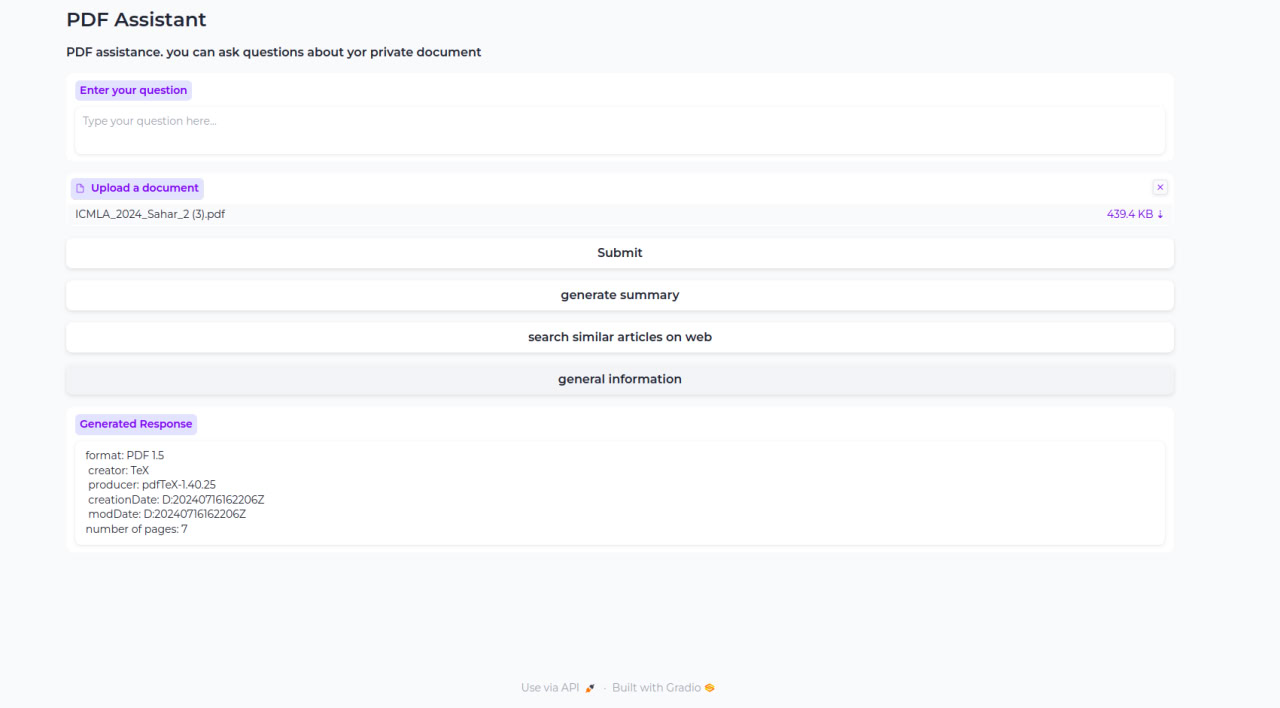 PDF Assistant
PDF assistance. you can ask questions about yor private document
Enter your question
Type your question here...
Upload a document
ICMLA_2024_Sahar_2 (3).pdf 439.4 KB ↓
Submit
generate summary
search similar articles on web
general information
Generated Response
format: PDF 1.5
creator: TeX
producer: pdfTeX-1.40.25
creationDate: D:20240716162206Z
modDate: D:20240716162206Z
number of pages: 7
Use via API 🚀 · Built with Gradio